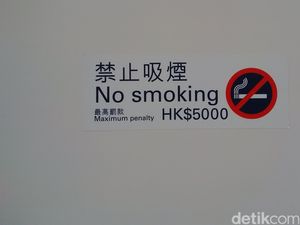 禁止吸煙
No smoking
最高罰款
Maximum penalty HK$5000
detikcom